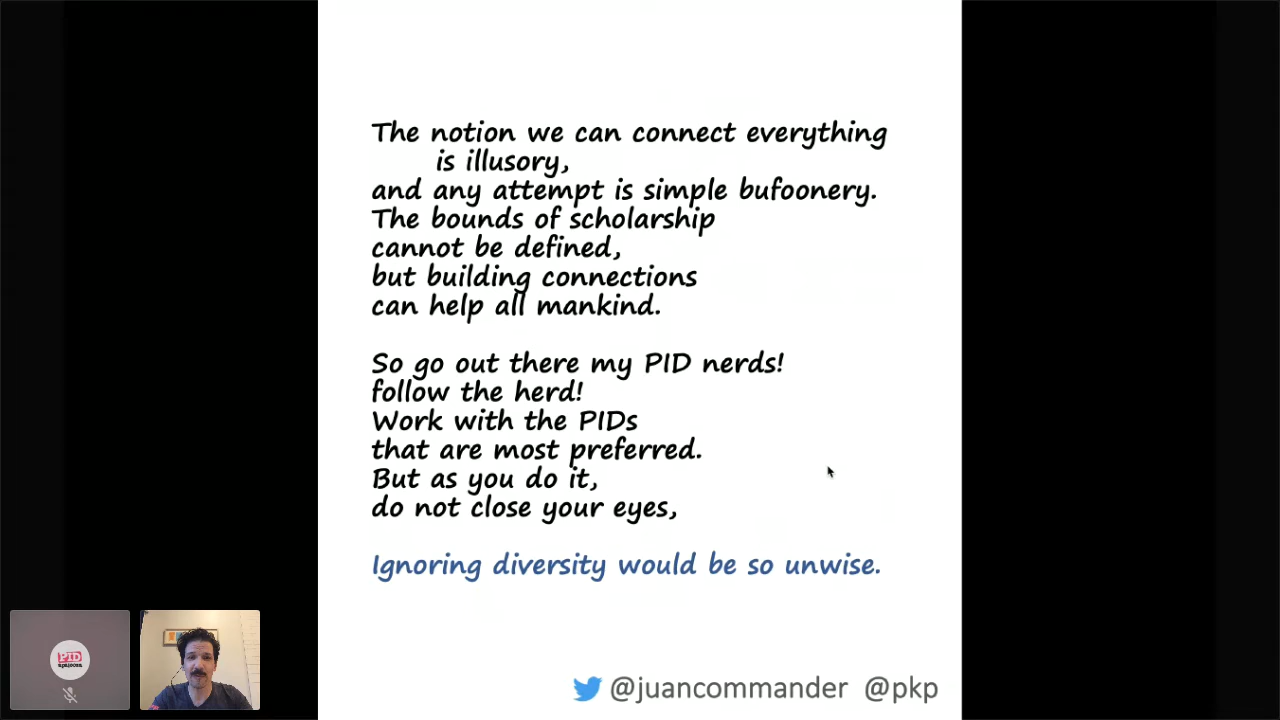 The notion we can connect everything
is illusory,
and any attempt is simple bufoonery.
The bounds of scholarship
cannot be defined,
but building connections
can help all mankind.
So go out there my PID nerds!
follow the herd!
Work with the PIDs
that are most preferred.
But as you do it,
do not close your eyes,
Ignoring diversity would be so unwise.
PID
apalooza
@juancommander @pkp